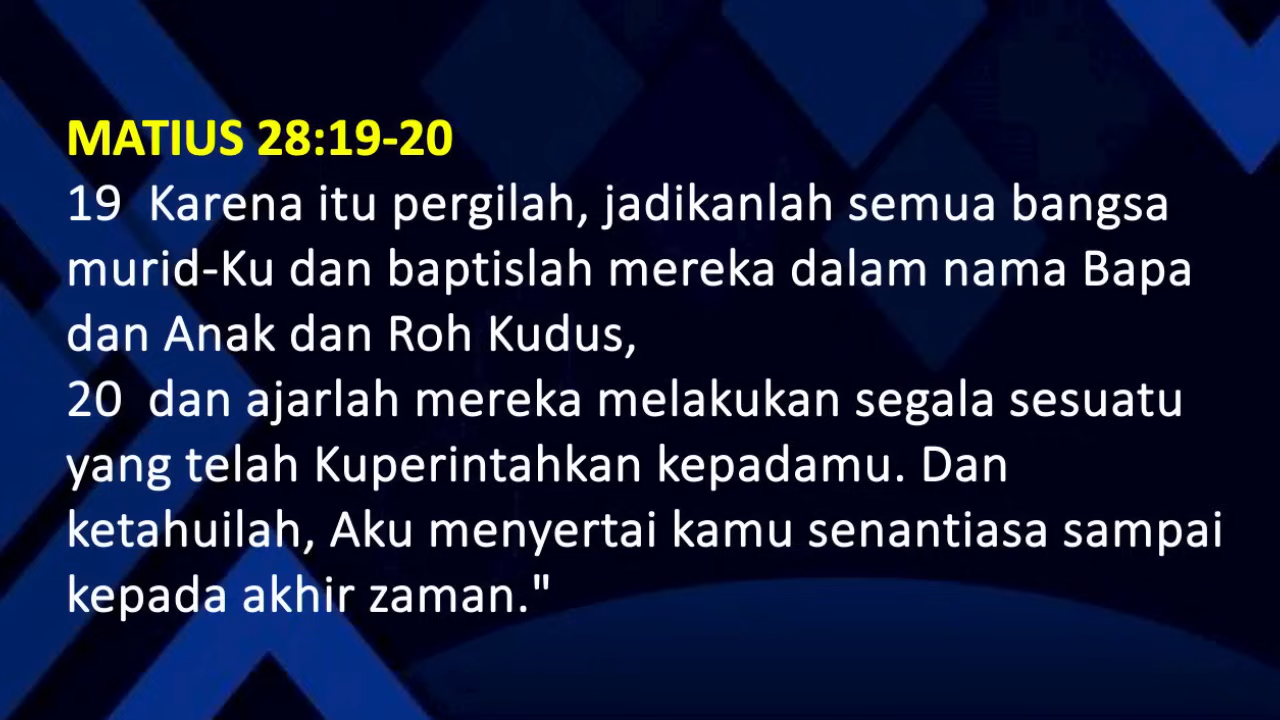 MATIUS 28:19-20
19  Karena itu pergilah, jadikanlah semua bangsa
murid-Ku dan baptislah mereka dalam nama Bapa
dan Anak dan Roh Kudus,
20  dan ajarlah mereka melakukan segala sesuatu
yang telah Kuperintahkan kepadamu. Dan
ketahuilah, Aku menyertai kamu senantiasa sampai
kepada akhir zaman."